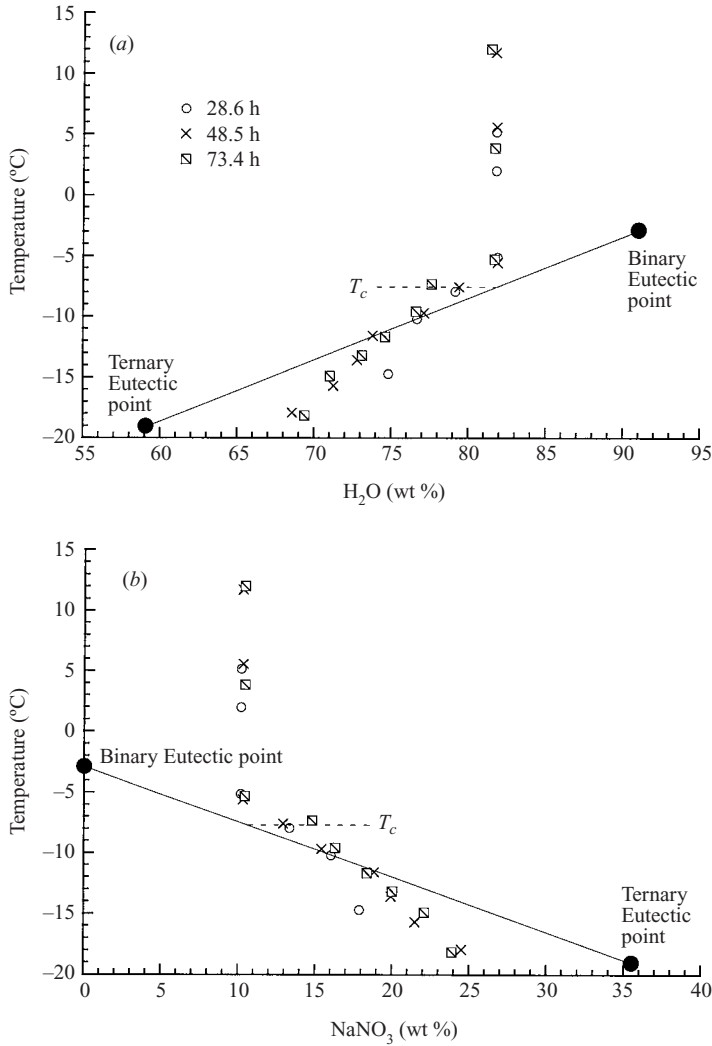 15
(a)
10
28.6 h
48.5 h
5
73.4 h
0
Temperature (ºC)
–5
Binary
Eutectic
point
T_c
–10
Ternary
Eutectic
point
–15
–20
55 60 65 70 75 80 85 90 95
H₂O (wt %)
15
(b)
10
5
0
Temperature (ºC)
Binary Eutectic point
–5
T_c
–10
Ternary
Eutectic
point
–15
–20
0 5 10 15 20 25 30 35 40
NaNO₃ (wt %)